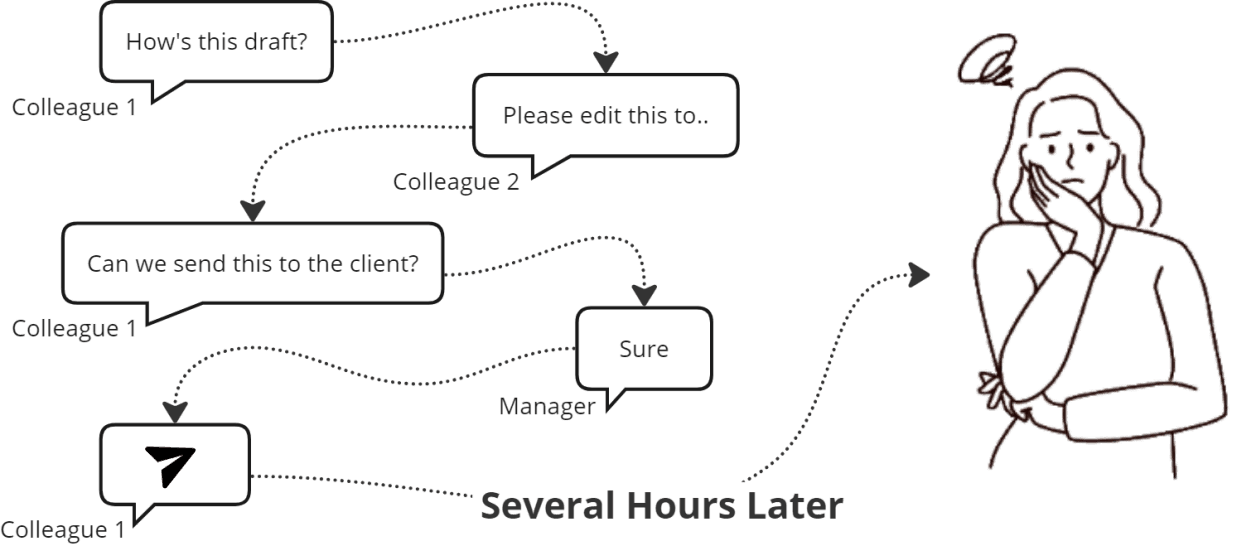 How's this draft?
Colleague 1
Please edit this to..
Colleague 2
Can we send this to the client?
Colleague 1
Sure
Manager
Colleague 1
Several Hours Later